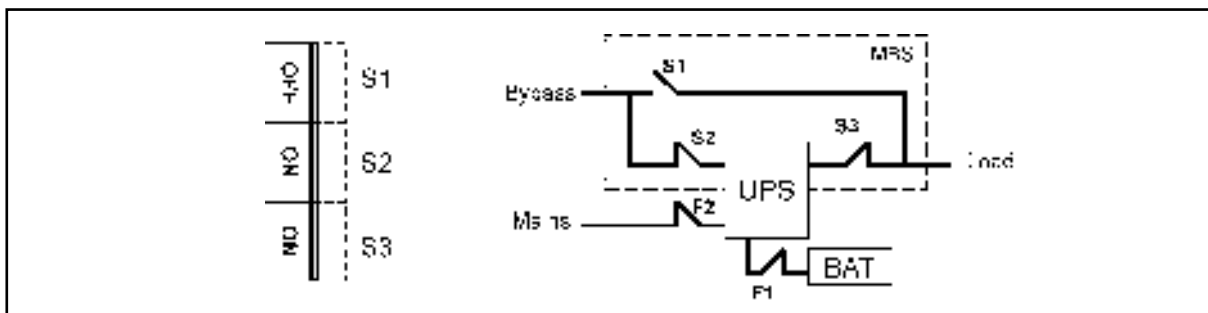 OFF
S1
ON
S2
ON
S3
MBS
S1
Bypass
S2
S3
Load
UPS
Mains
F2
BAT
F1